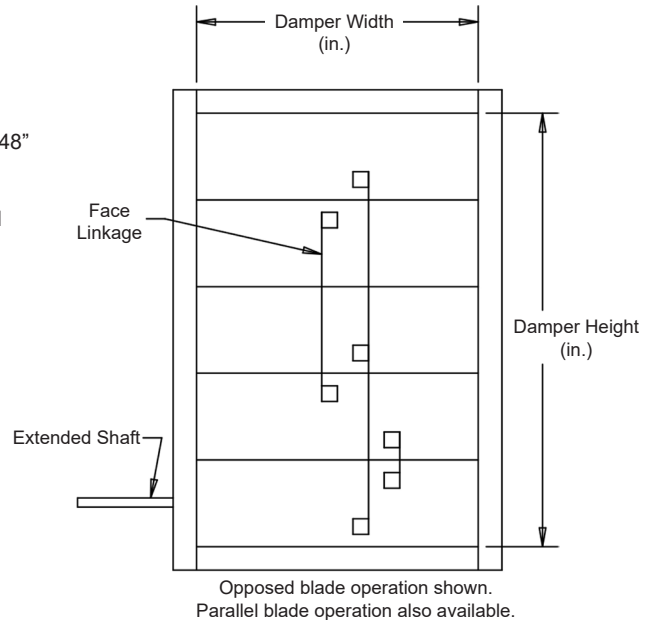 Damper Width
(in.)
48”
Face
Linkage
Damper Height
(in.)
Extended Shaft
Opposed blade operation shown.
Parallel blade operation also available.